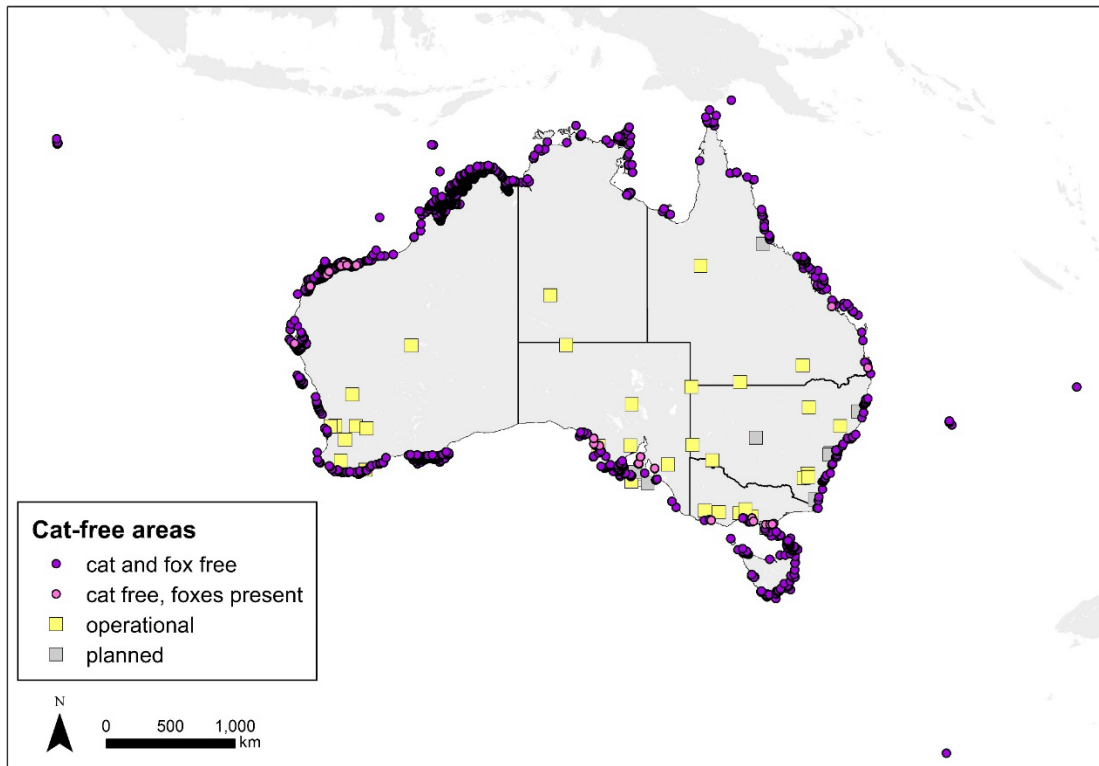 Cat-free areas
cat and fox free
cat free, foxes present
operational
planned
N
0 500 1,000
km